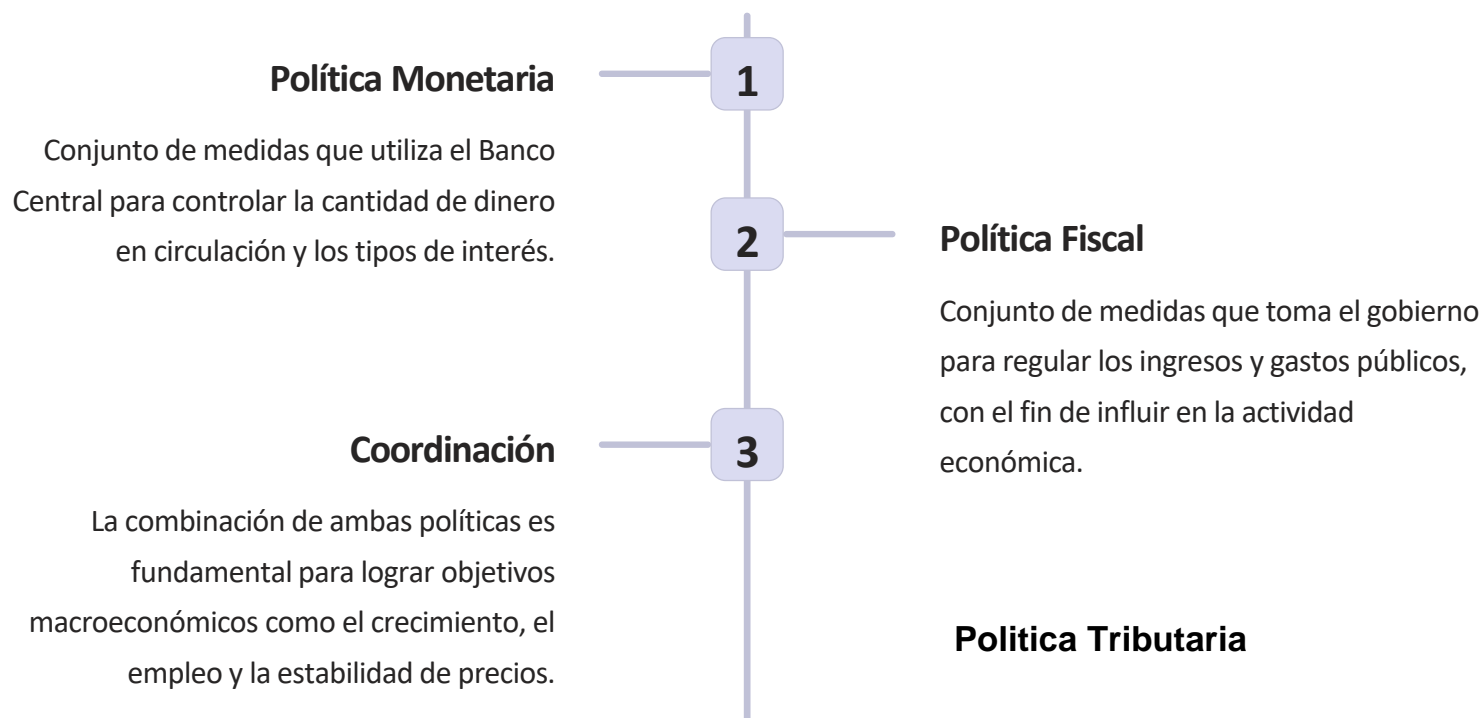 1
Política Monetaria
Conjunto de medidas que utiliza el Banco
Central para controlar la cantidad de dinero
en circulación y los tipos de interés.
2
Política Fiscal
Conjunto de medidas que toma el gobierno
para regular los ingresos y gastos públicos,
con el fin de influir en la actividad
económica.
3
Coordinación
La combinación de ambas políticas es
fundamental para lograr objetivos
macroeconómicos como el crecimiento, el
empleo y la estabilidad de precios.
Politica Tributaria